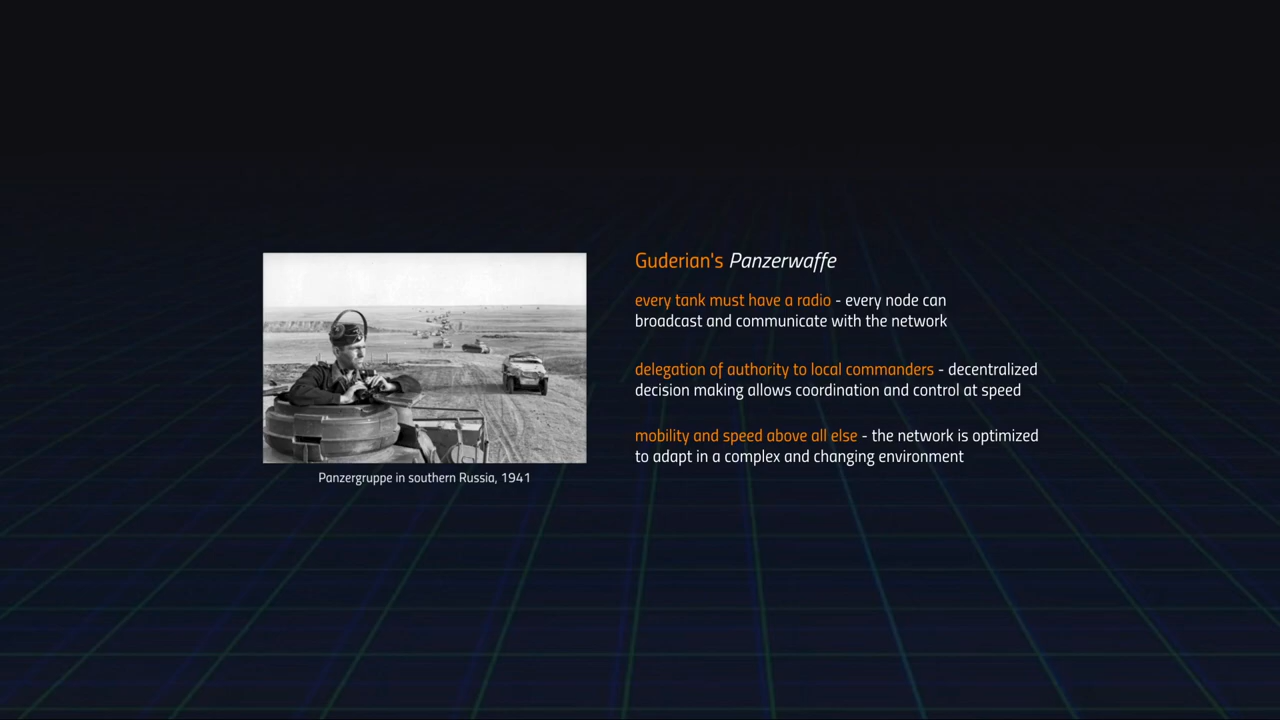 Guderian's Panzerwaffe
every tank must have a radio - every node can
broadcast and communicate with the network
delegation of authority to local commanders - decentralized
decision making allows coordination and control at speed
mobility and speed above all else - the network is optimized
to adapt in a complex and changing environment
Panzergruppe in southern Russia, 1941